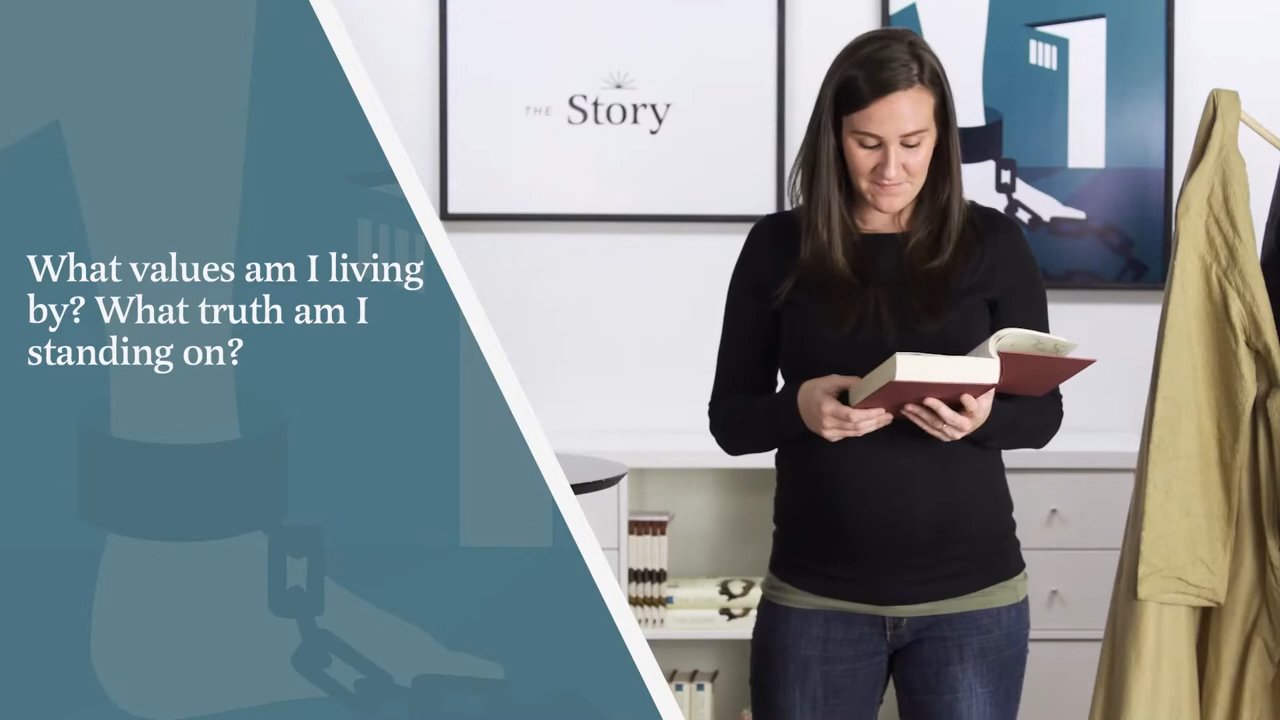 What values am I living
by? What truth am I
standing on?
THE Story